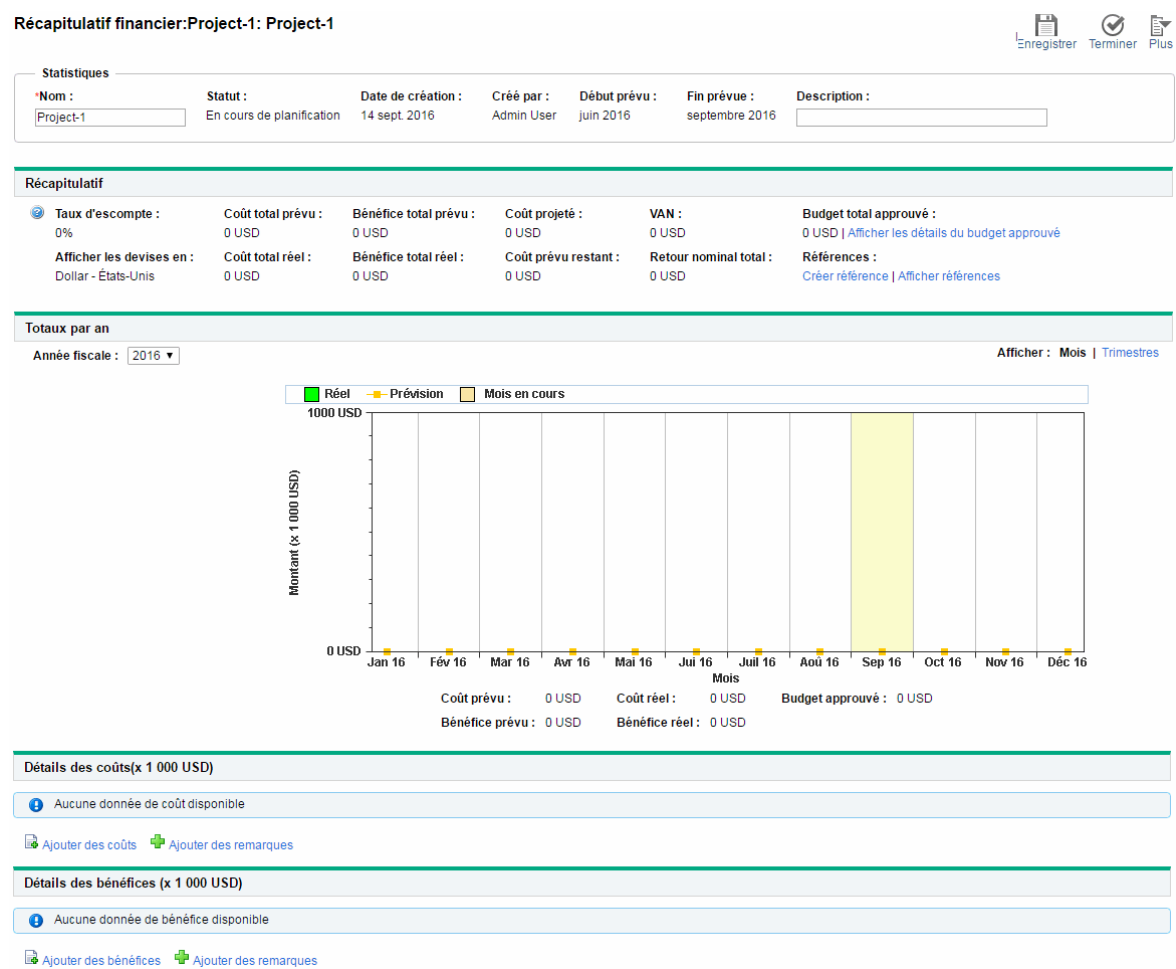 Récapitulatif financier:Project-1: Project-1
Enregistrer Terminer Plus
Statistiques
*Nom : Statut : Date de création : Créé par : Début prévu : Fin prévue : Description :
Project-1 En cours de planification 14 sept. 2016 Admin User juin 2016 septembre 2016
Récapitulatif
Taux d'escompte : Coût total prévu : Bénéfice total prévu : Coût projeté : VAN : Budget total approuvé :
0% 0 USD 0 USD 0 USD 0 USD 0 USD | Afficher les détails du budget approuvé
Afficher les devises en : Coût total réel : Bénéfice total réel : Coût prévu restant : Retour nominal total : Références :
Dollar - États-Unis 0 USD 0 USD 0 USD 0 USD Créer référence | Afficher références
Totaux par an
Année fiscale : 2016 Afficher : Mois | Trimestres
Réel Prévision Mois en cours
1000 USD
Montant (x 1 000 USD)
0 USD
Jan 16 Fév 16 Mar 16 Avr 16 Mai 16 Jui 16 Juil 16 Aoû 16 Sep 16 Oct 16 Nov 16 Déc 16
Mois
Coût prévu : 0 USD Coût réel : 0 USD Budget approuvé : 0 USD
Bénéfice prévu : 0 USD Bénéfice réel : 0 USD
Détails des coûts(x 1 000 USD)
Aucune donnée de coût disponible
Ajouter des coûts Ajouter des remarques
Détails des bénéfices (x 1 000 USD)
Aucune donnée de bénéfice disponible
Ajouter des bénéfices Ajouter des remarques